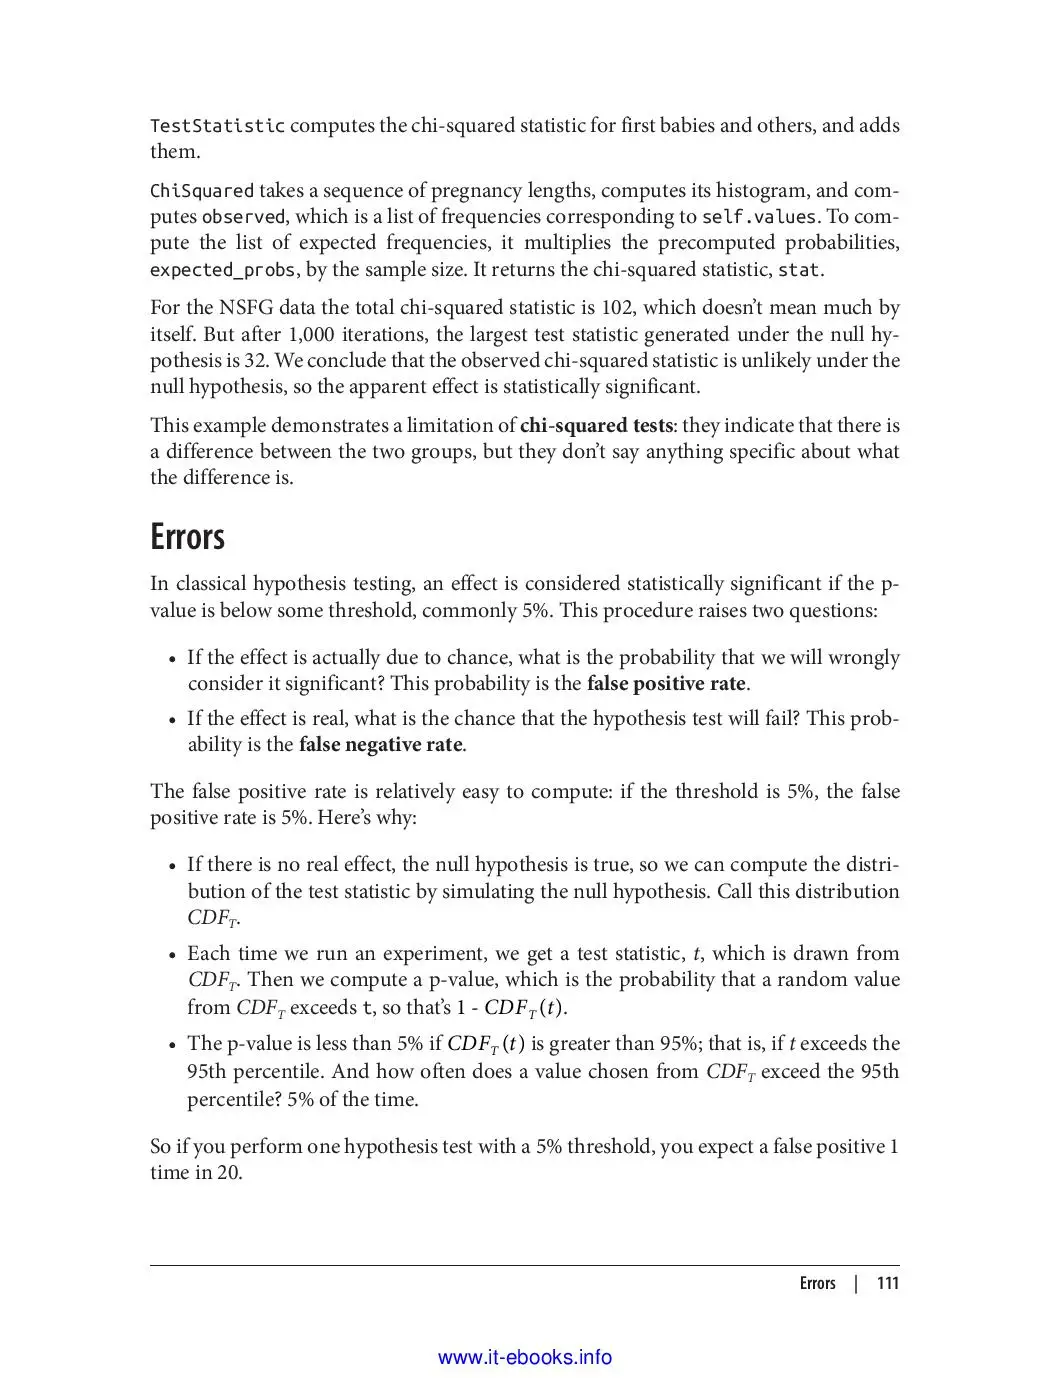 TestStatistic computes the chi-squared statistic for first babies and others, and adds
them.
ChiSquared takes a sequence of pregnancy lengths, computes its histogram, and com-
putes observed, which is a list of frequencies corresponding to self.values. To com-
pute the list of expected frequencies, it multiplies the precomputed probabilities,
expected_probs, by the sample size. It returns the chi-squared statistic, stat.
For the NSFG data the total chi-squared statistic is 102, which doesn’t mean much by
itself. But after 1,000 iterations, the largest test statistic generated under the null hy-
pothesis is 32. We conclude that the observed chi-squared statistic is unlikely under the
null hypothesis, so the apparent effect is statistically significant.
This example demonstrates a limitation of chi-squared tests: they indicate that there is
a difference between the two groups, but they don’t say anything specific about what
the difference is.
Errors
In classical hypothesis testing, an effect is considered statistically significant if the p-
value is below some threshold, commonly 5%. This procedure raises two questions:
• If the effect is actually due to chance, what is the probability that we will wrongly
consider it significant? This probability is the false positive rate.
• If the effect is real, what is the chance that the hypothesis test will fail? This prob-
ability is the false negative rate.
The false positive rate is relatively easy to compute: if the threshold is 5%, the false
positive rate is 5%. Here’s why:
• If there is no real effect, the null hypothesis is true, so we can compute the distri-
bution of the test statistic by simulating the null hypothesis. Call this distribution
CDF_T.
• Each time we run an experiment, we get a test statistic, t, which is drawn from
CDF_T. Then we compute a p-value, which is the probability that a random value
from CDF_T exceeds t, so that’s 1 - CDF_T(t).
• The p-value is less than 5% if CDF_T(t) is greater than 95%; that is, if t exceeds the
95th percentile. And how often does a value chosen from CDF_T exceed the 95th
percentile? 5% of the time.
So if you perform one hypothesis test with a 5% threshold, you expect a false positive 1
time in 20.
Errors | 111
www.it-ebooks.info